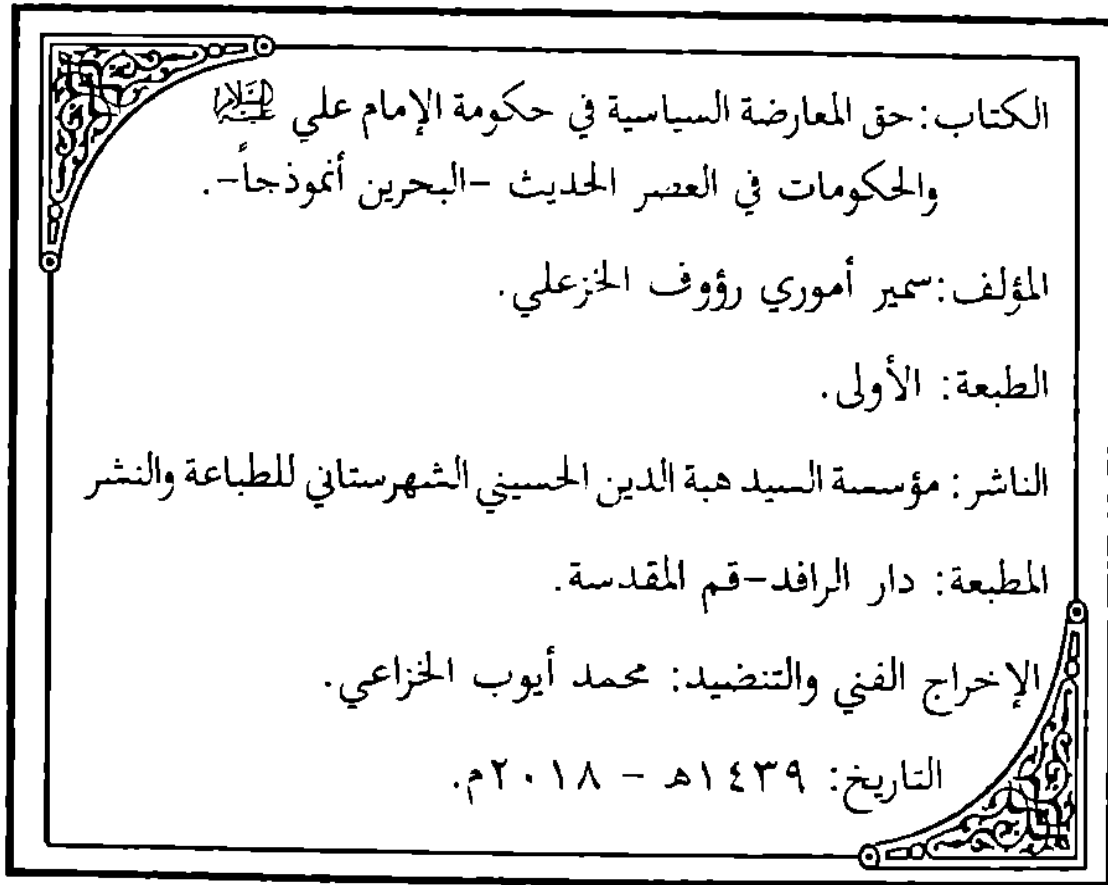 الكتاب: حق المعارضة السياسية في حكومة الإمام علي عليه السلام
والحكومات في العصر الحديث -البحرين أنموذجاً-.
المؤلف: سمير أموري رؤوف الخزعلي.
الطبعة: الأولى.
الناشر: مؤسسة السيد هبة الدين الحسيني الشهرستاني للطباعة والنشر
المطبعة: دار الرافد-قم المقدسة.
الإخراج الفني والتنضيد: محمد أيوب الخزاعي.
التاريخ: ١٤٣٩هـ - ٢٠١٨م.